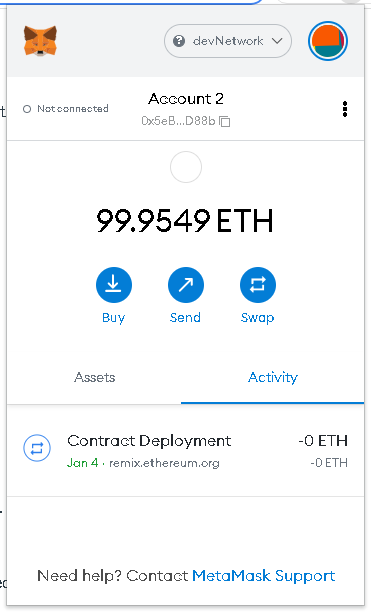 devNetwork
Not connected
Account 2
0x5eB...D88b
99.9549 ETH
Buy
Send
Swap
Assets
Activity
Contract Deployment
-0 ETH
Jan 4 · remix.ethereum.org
-0 ETH
Need help? Contact MetaMask Support